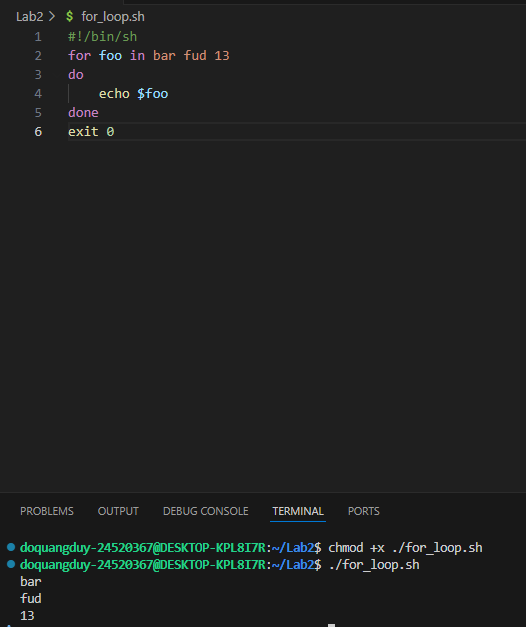 Lab2 > $ for_loop.sh
1 #!/bin/sh
2 for foo in bar fud 13
3 do
4     echo $foo
5 done
6 exit 0
PROBLEMS OUTPUT DEBUG CONSOLE TERMINAL PORTS
doquangduy-24520367@DESKTOP-KPL8I7R:~/Lab2$ chmod +x ./for_loop.sh
doquangduy-24520367@DESKTOP-KPL8I7R:~/Lab2$ ./for_loop.sh
bar
fud
13